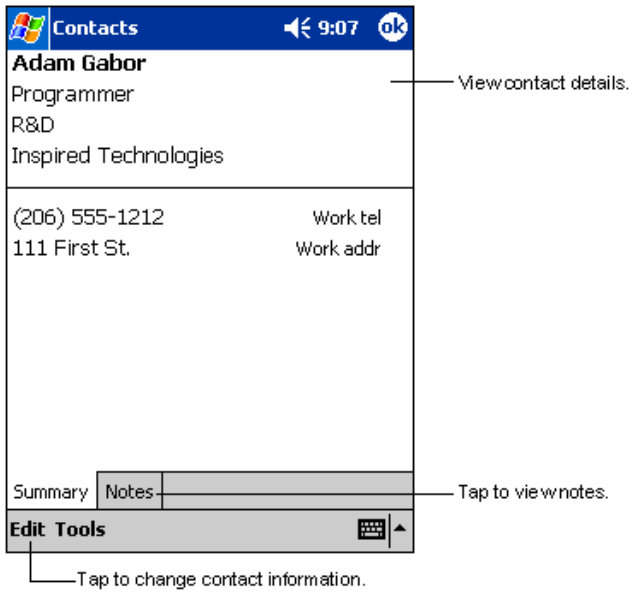 Contacts 9:07 ok
Adam Gabor
View contact details.
Programmer
R&D
Inspired Technologies
(206) 555-1212 Work tel
111 First St. Work addr
Summary Notes
Tap to view notes.
Edit Tools
Tap to change contact information.